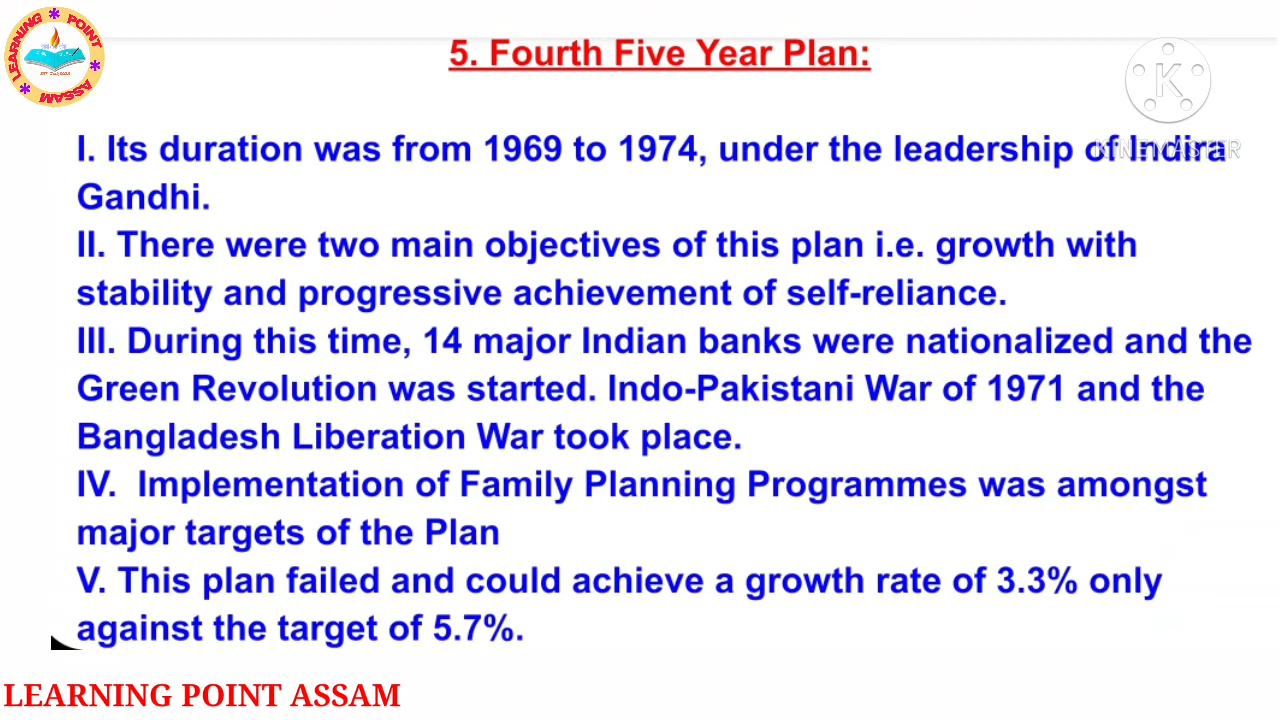 LEARNING POINT
ASSAM
5. Fourth Five Year Plan:
K
KINEMASTER
I. Its duration was from 1969 to 1974, under the leadership of Indira
Gandhi.
II. There were two main objectives of this plan i.e. growth with
stability and progressive achievement of self-reliance.
III. During this time, 14 major Indian banks were nationalized and the
Green Revolution was started. Indo-Pakistani War of 1971 and the
Bangladesh Liberation War took place.
IV. Implementation of Family Planning Programmes was amongst
major targets of the Plan
V. This plan failed and could achieve a growth rate of 3.3% only
against the target of 5.7%.
LEARNING POINT ASSAM